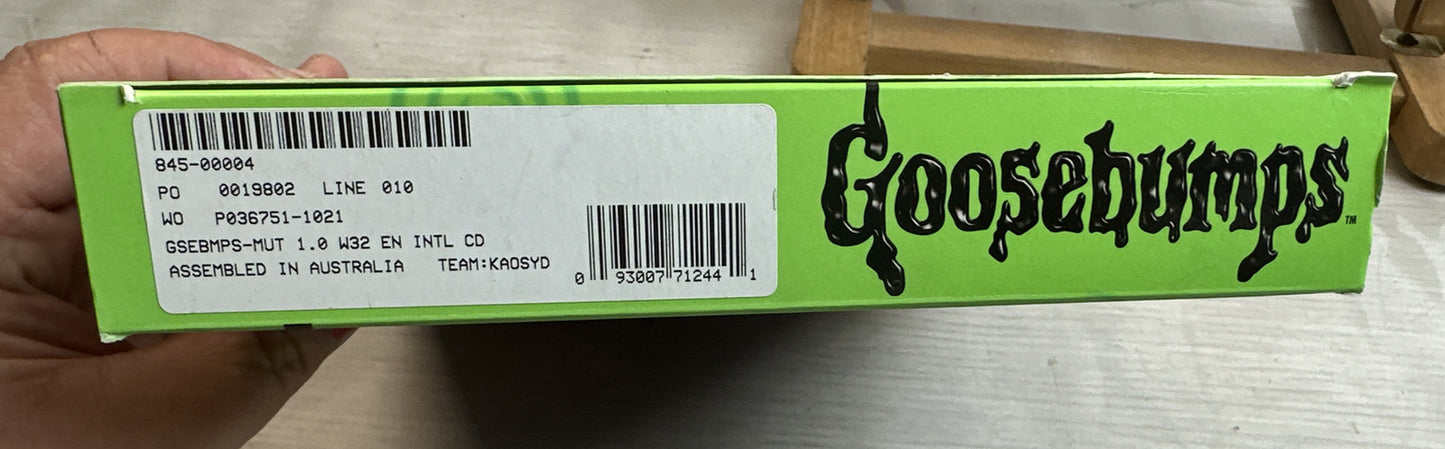 845-00004
PO 0019802 LINE 010
WO P036751-1021
GSEBMPS-MUT 1.0 W32 EN INTL CD
ASSEMBLED IN AUSTRALIA TEAM:KAOSYD
0 93007 71244 1
Goosebumps™